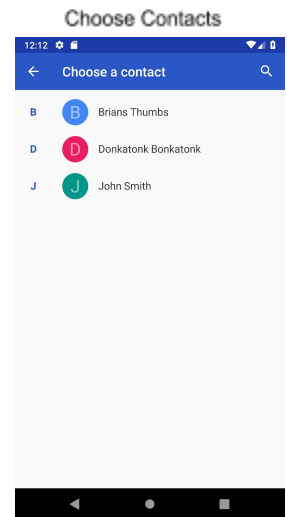 Choose Contacts
12:12
Choose a contact
B B Brians Thumbs
D D Donkatonk Bonkatonk
J J John Smith